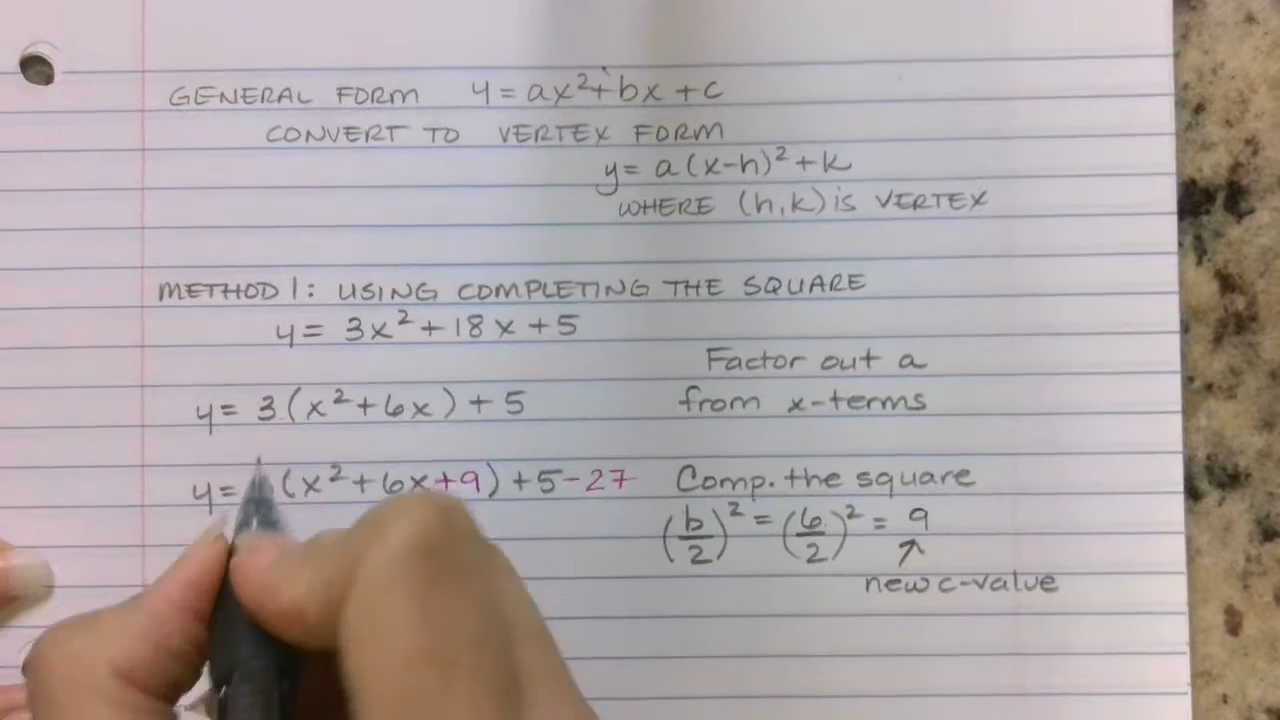 GENERAL FORM y = ax²+bx+c
CONVERT TO VERTEX FORM
y = a(x-h)²+k
WHERE (h,k) is VERTEX
METHOD 1: USING COMPLETING THE SQUARE
y = 3x²+18x+5
Factor out a
y = 3(x²+6x)+5 from x-terms
y = (x²+6x+9)+5-27 Comp. the square
(b/2)² = (6/2)² = 9
↑
new c-value